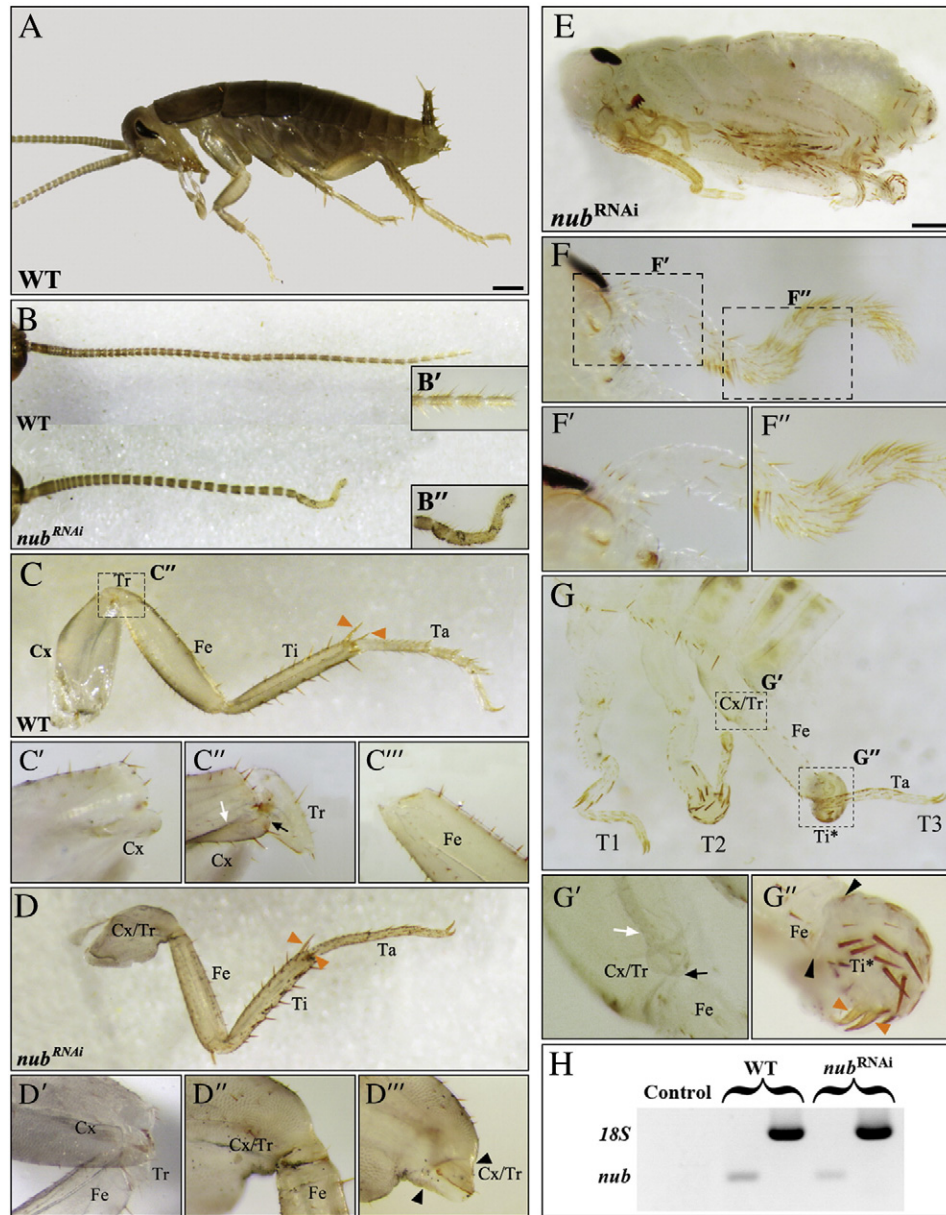 A
WT
B
WT
B'
nub^RNAi
B''
C
Tr
C''
Cx
Fe
Ti
Ta
WT
C'
Cx
C''
Cx
Tr
C'''
Fe
D
Cx/Tr
Fe
Ti
Ta
nub^RNAi
D'
Cx
Fe
Tr
D''
Cx/Tr
Fe
D'''
Cx/Tr
E
nub^RNAi
F
F'
F''
F'
F''
G
G'
Cx/Tr
Fe
G''
Ta
T1
T2
Ti*
T3
G'
Cx/Tr
Fe
G''
Fe
Ti*
H
Control
WT
nub^RNAi
18S
nub